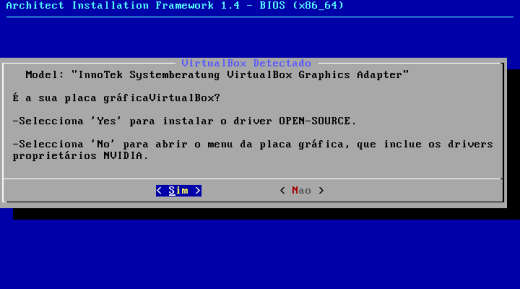 Architect Installation Framework 1.4 - BIOS (x86_64)
VirtualBox Detectado
Model: "InnoTek Systemberatung VirtualBox Graphics Adapter"
É a sua placa gráficaVirtualBox?
-Selecciona 'Yes' para instalar o driver OPEN-SOURCE.
-Selecciona 'No' para abrir o menu da placa gráfica, que inclue os drivers
proprietários NVIDIA.
< Sim > < Nao >